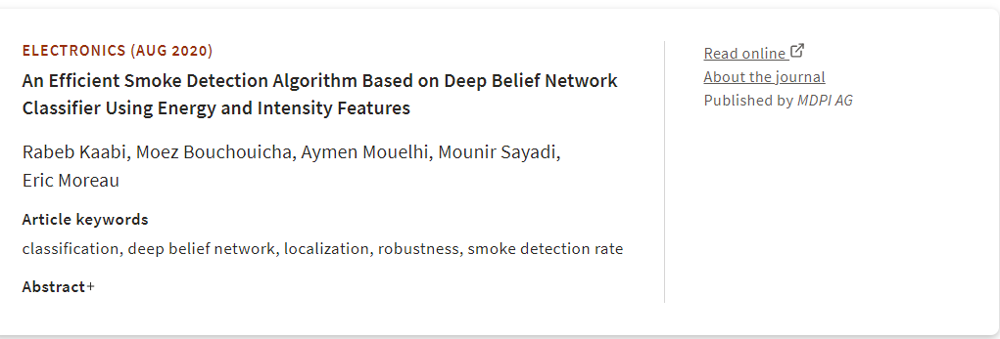 ELECTRONICS (AUG 2020)
An Efficient Smoke Detection Algorithm Based on Deep Belief Network
Classifier Using Energy and Intensity Features
Rabeb Kaabi, Moez Bouchouicha, Aymen Mouelhi, Mounir Sayadi,
Eric Moreau
Article keywords
classification, deep belief network, localization, robustness, smoke detection rate
Abstract+
Read online
About the journal
Published by MDPI AG